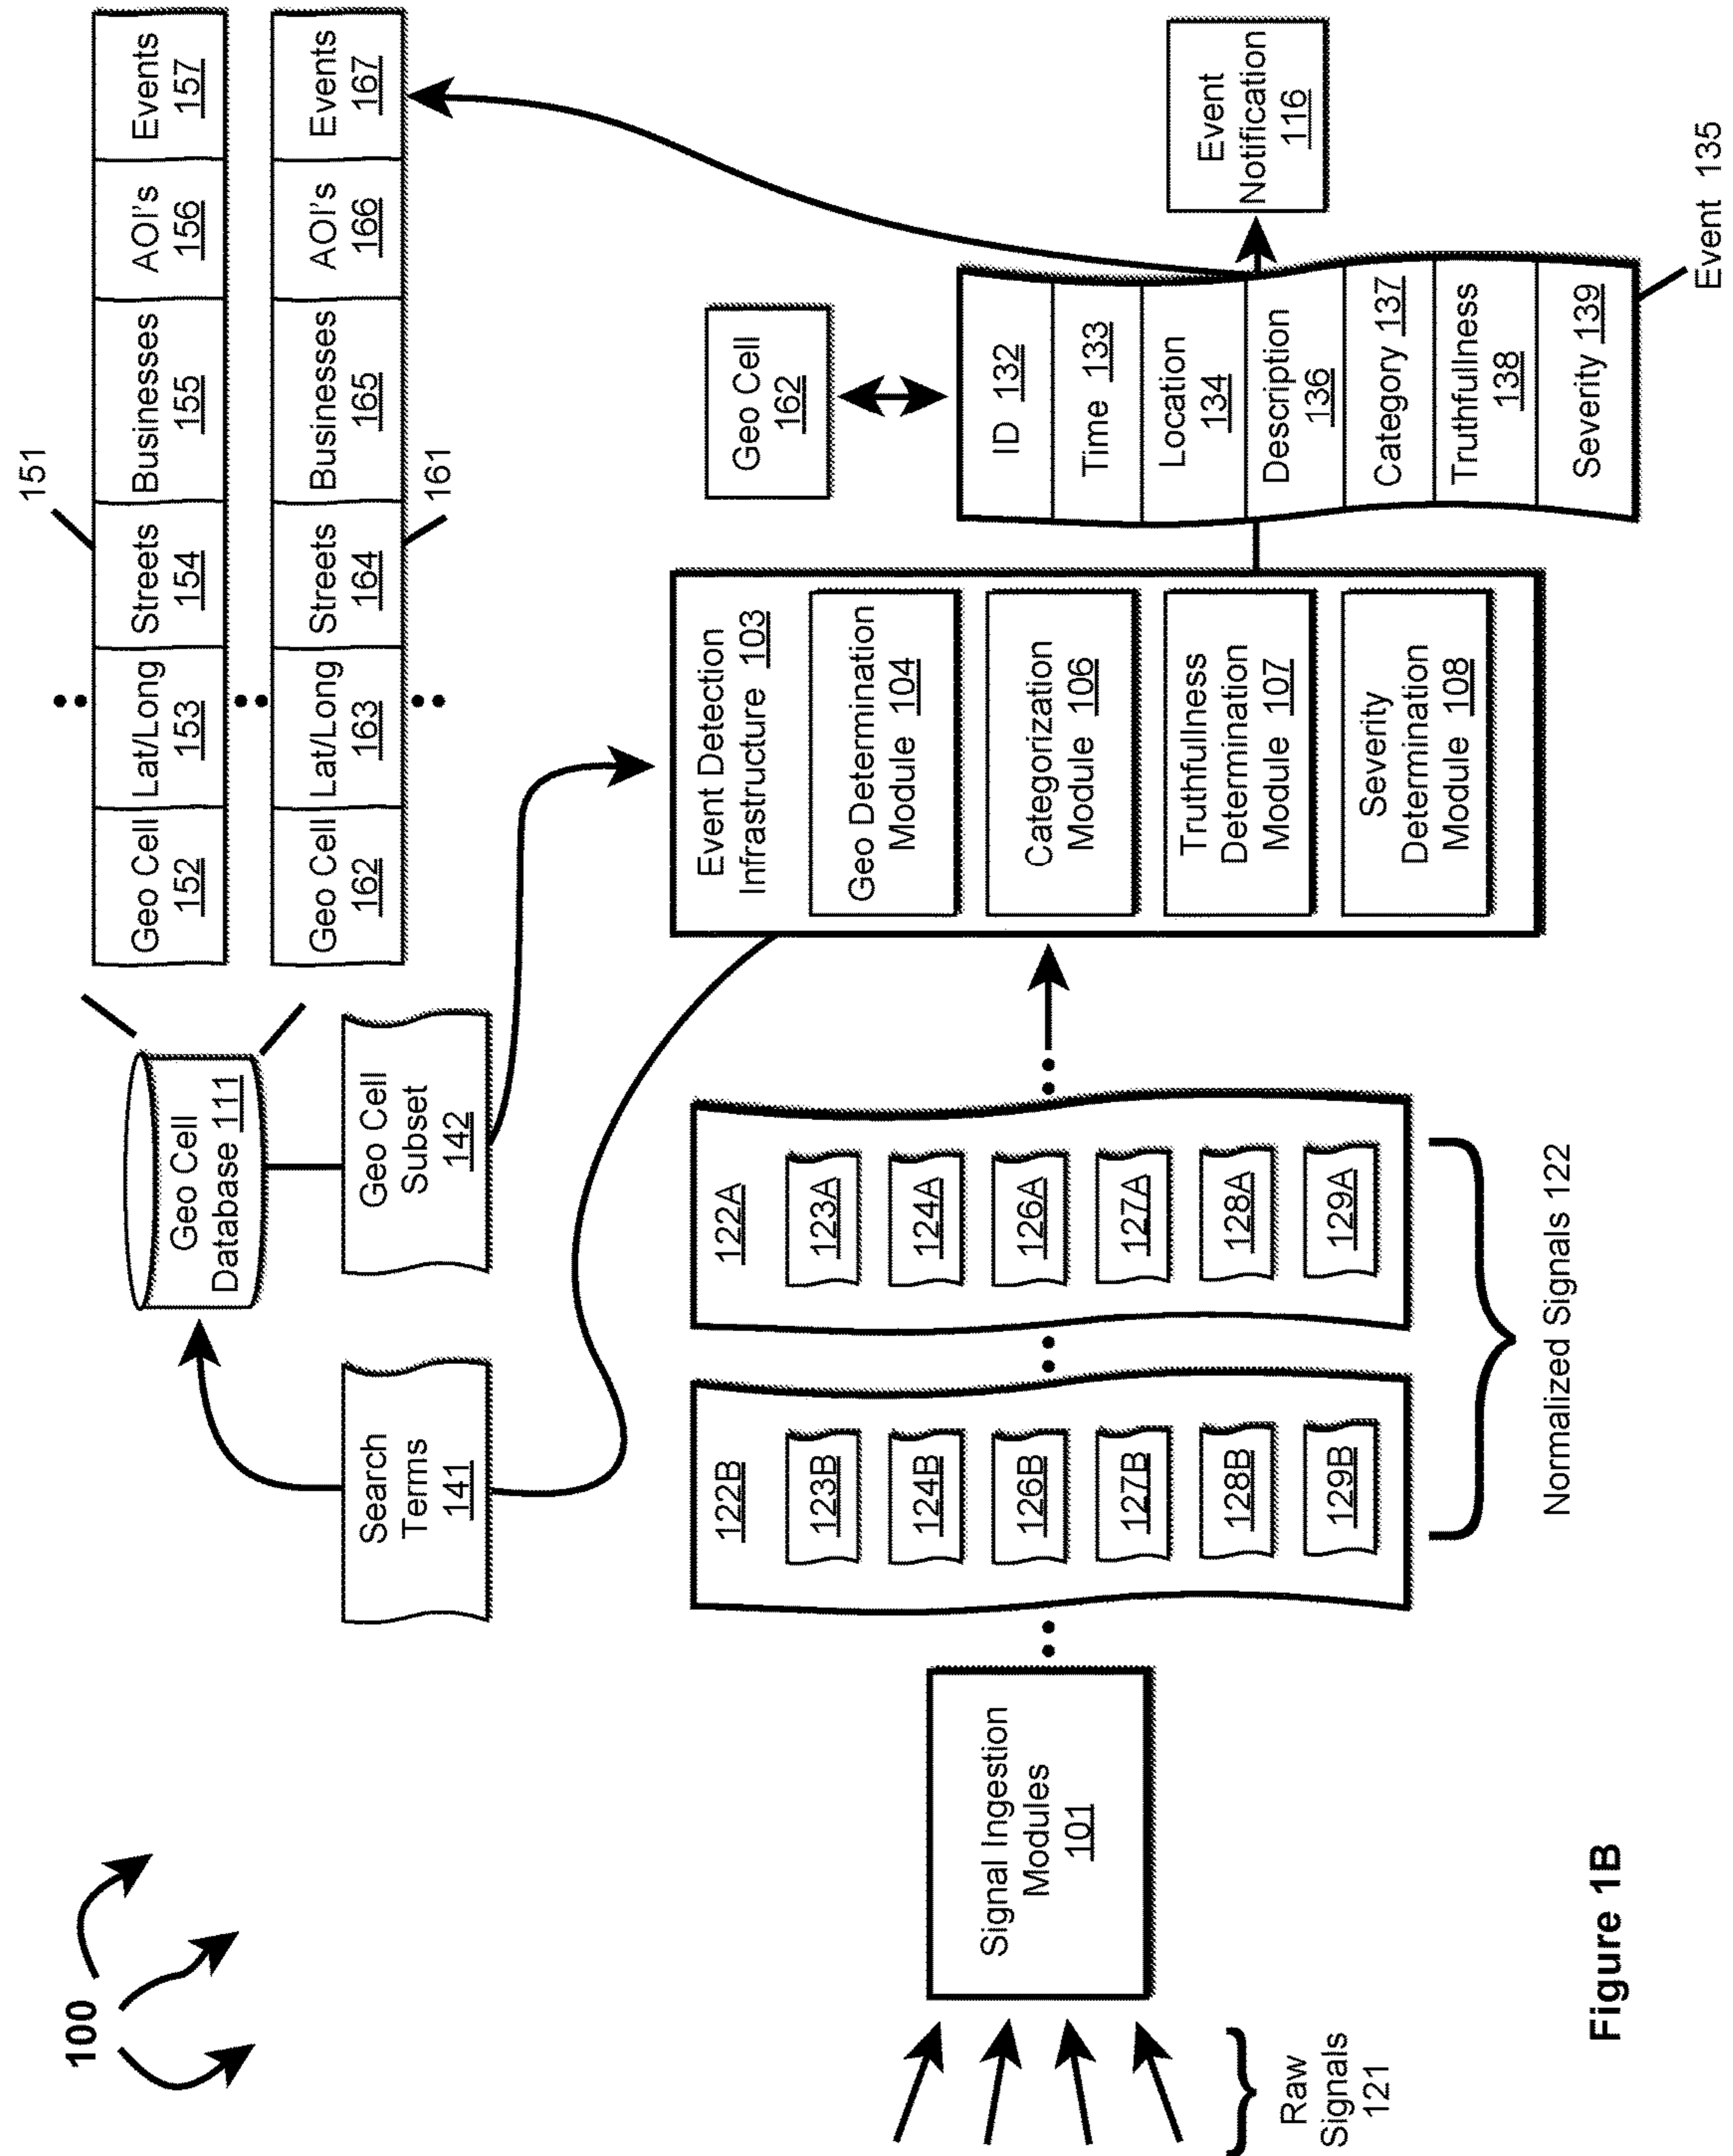 100
151
Geo Cell
152
Lat/Long
153
Streets
154
Businesses
155
AOI's
156
Events
157
Geo Cell
162
Lat/Long
163
Streets
164
Businesses
165
AOI's
166
Events
167
161
Geo Cell
Database 111
Search
Terms
141
Geo Cell
Subset
142
Raw
Signals
121
Signal Ingestion
Modules
101
122B
123B
124B
126B
127B
128B
129B
122A
123A
124A
126A
127A
128A
129A
Normalized Signals 122
Event Detection
Infrastructure 103
Geo Determination
Module 104
Categorization
Module 106
Truthfullness
Determination
Module 107
Severity
Determination
Module 108
Geo Cell
162
ID 132
Time 133
Location
134
Description
136
Category 137
Truthfullness
138
Severity 139
Event 135
Event
Notification
116
Figure 1B